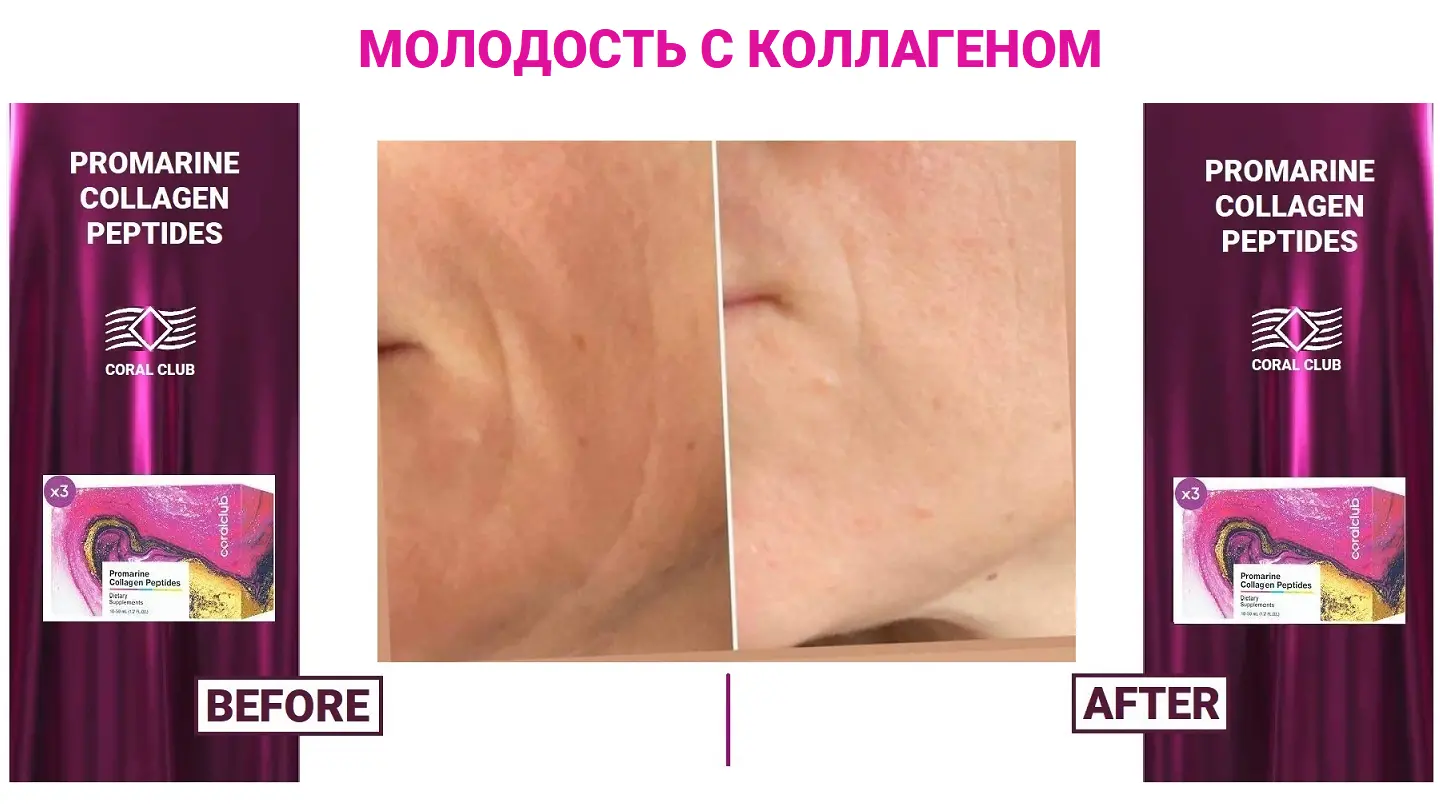 МОЛОДОСТЬ С КОЛЛАГЕНОМ
PROMARINE
COLLAGEN
PEPTIDES
CORAL CLUB
x3
coralclub
Promarine
Collagen Peptides
Dietary
Supplements
BEFORE
PROMARINE
COLLAGEN
PEPTIDES
CORAL CLUB
x3
coralclub
Promarine
Collagen Peptides
Dietary
Supplements
AFTER